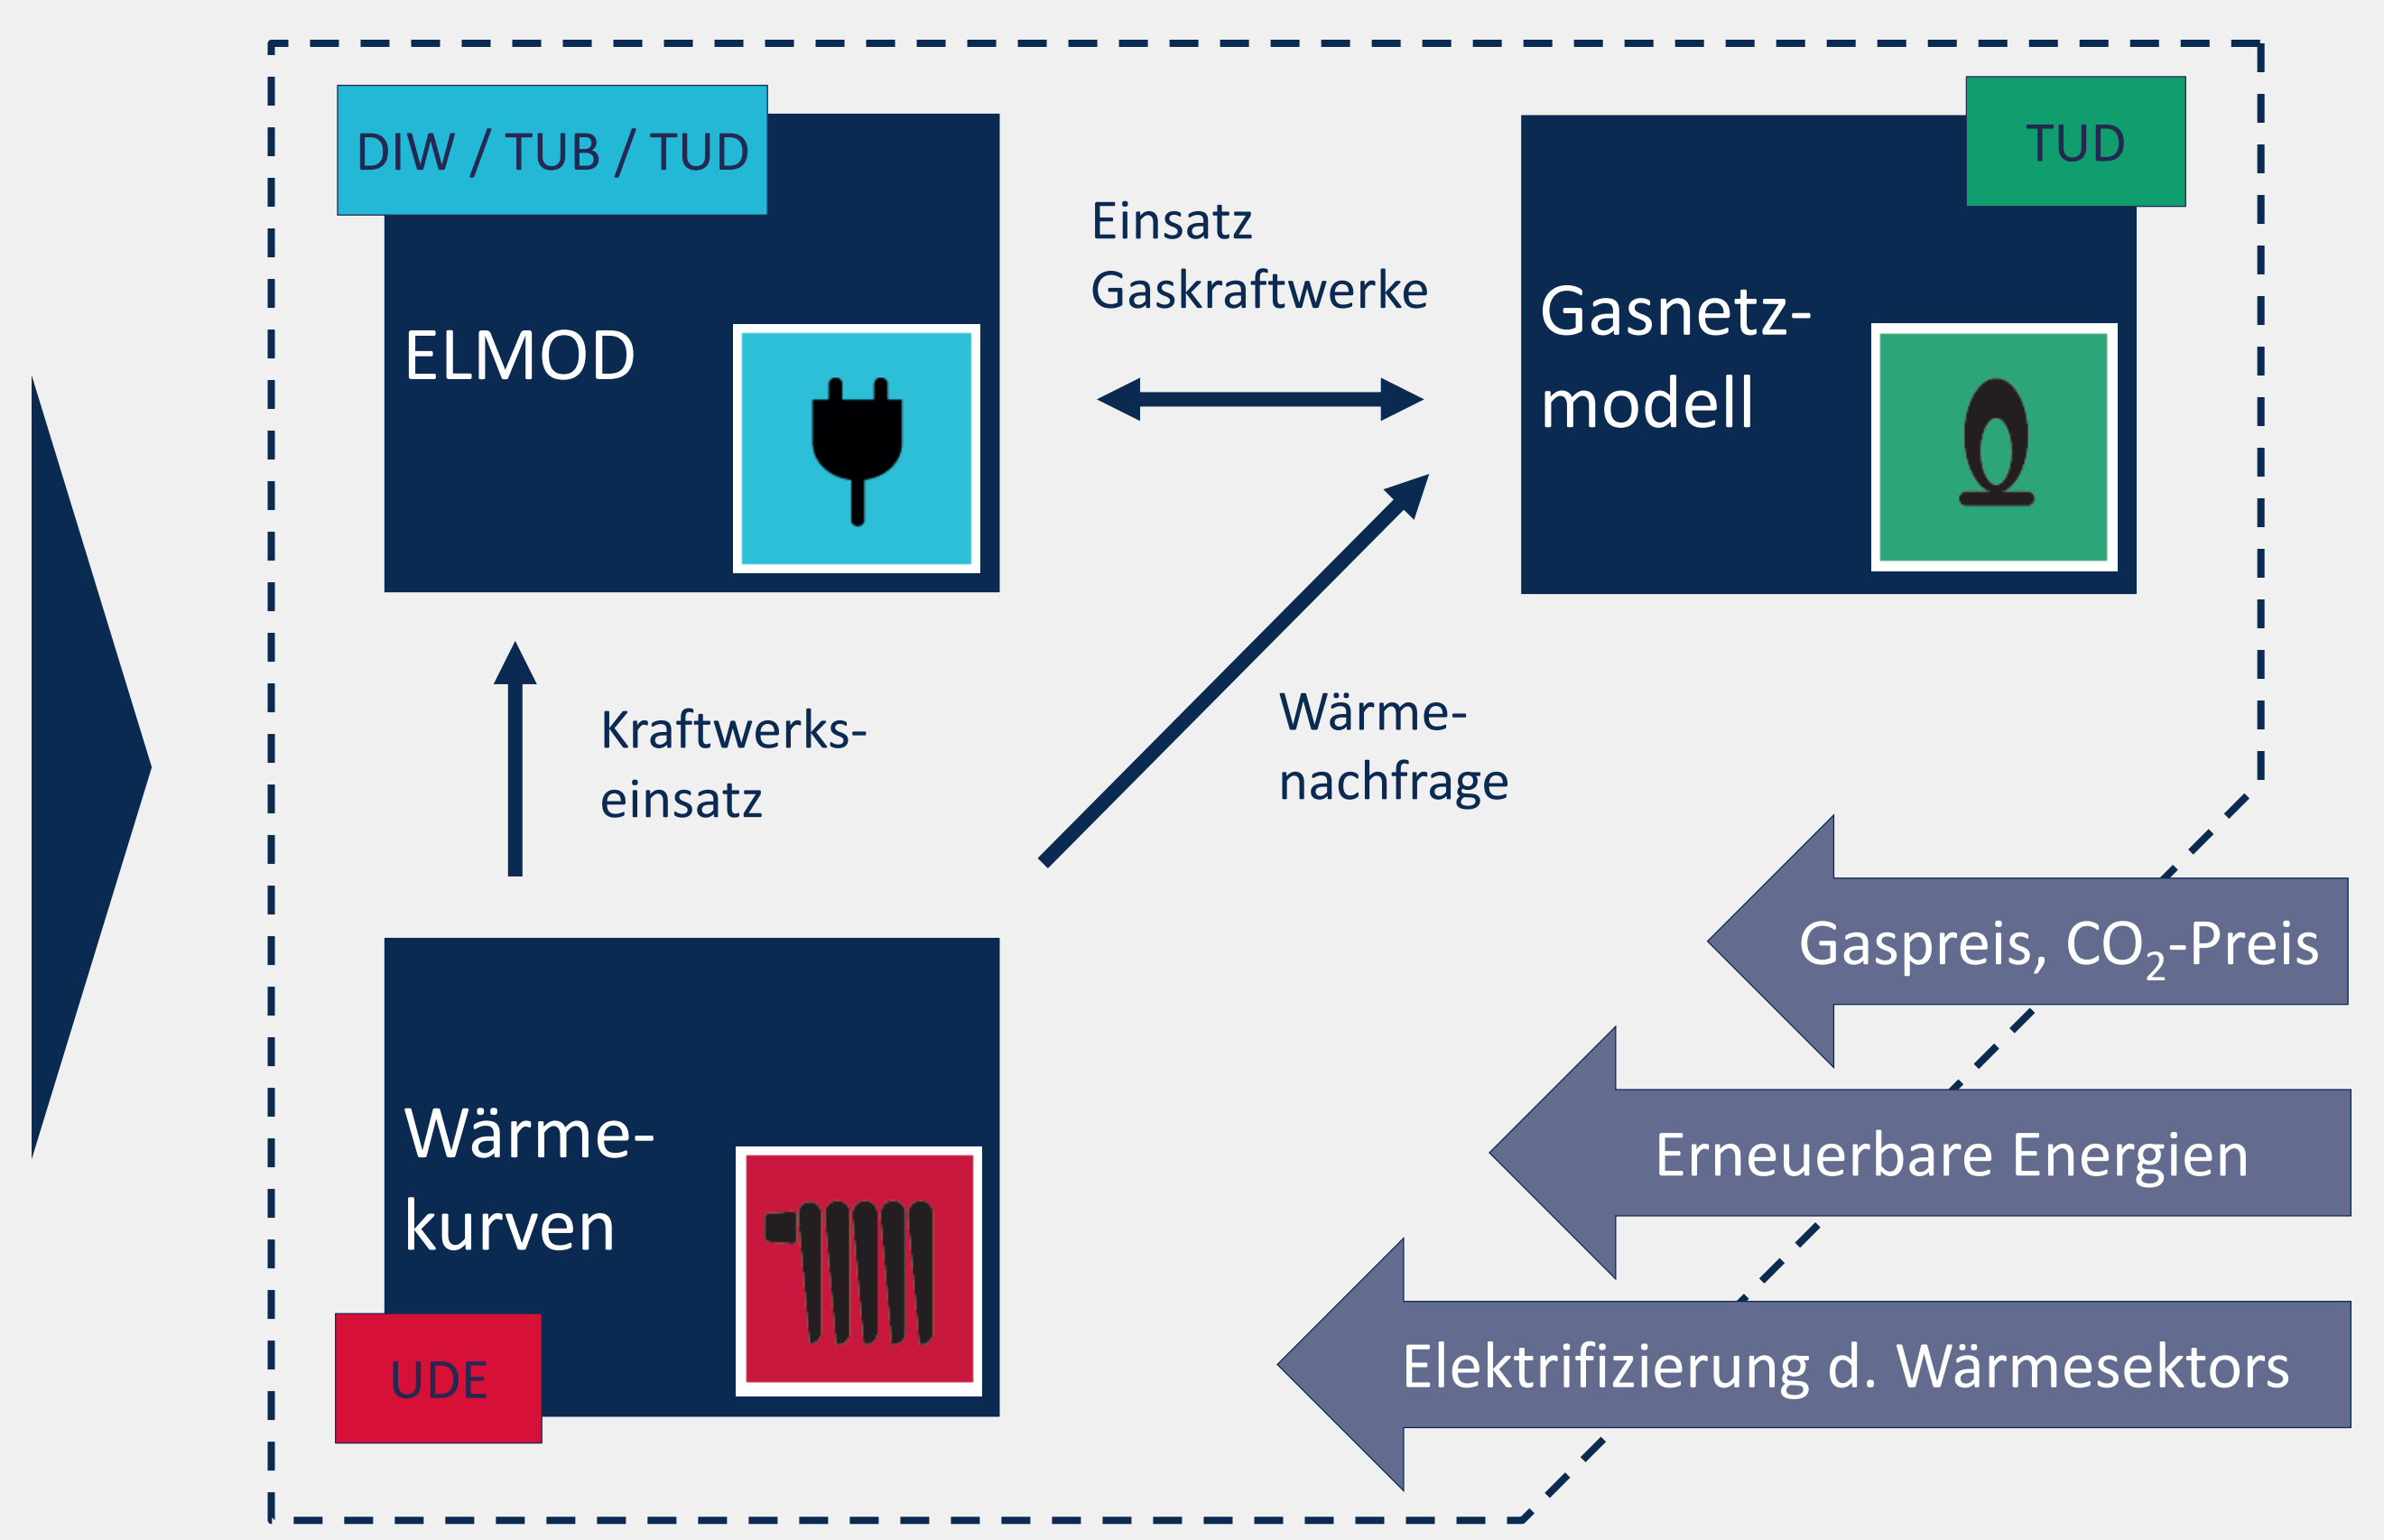 DIW / TUB / TUD
ELMOD
Einsatz
Gaskraftwerke
TUD
Gasnetz-
modell
Kraftwerks-
einsatz
Wärme-
nachfrage
Wärme-
kurven
UDE
Gaspreis, CO₂-Preis
Erneuerbare Energien
Elektrifizierung d. Wärmesektors